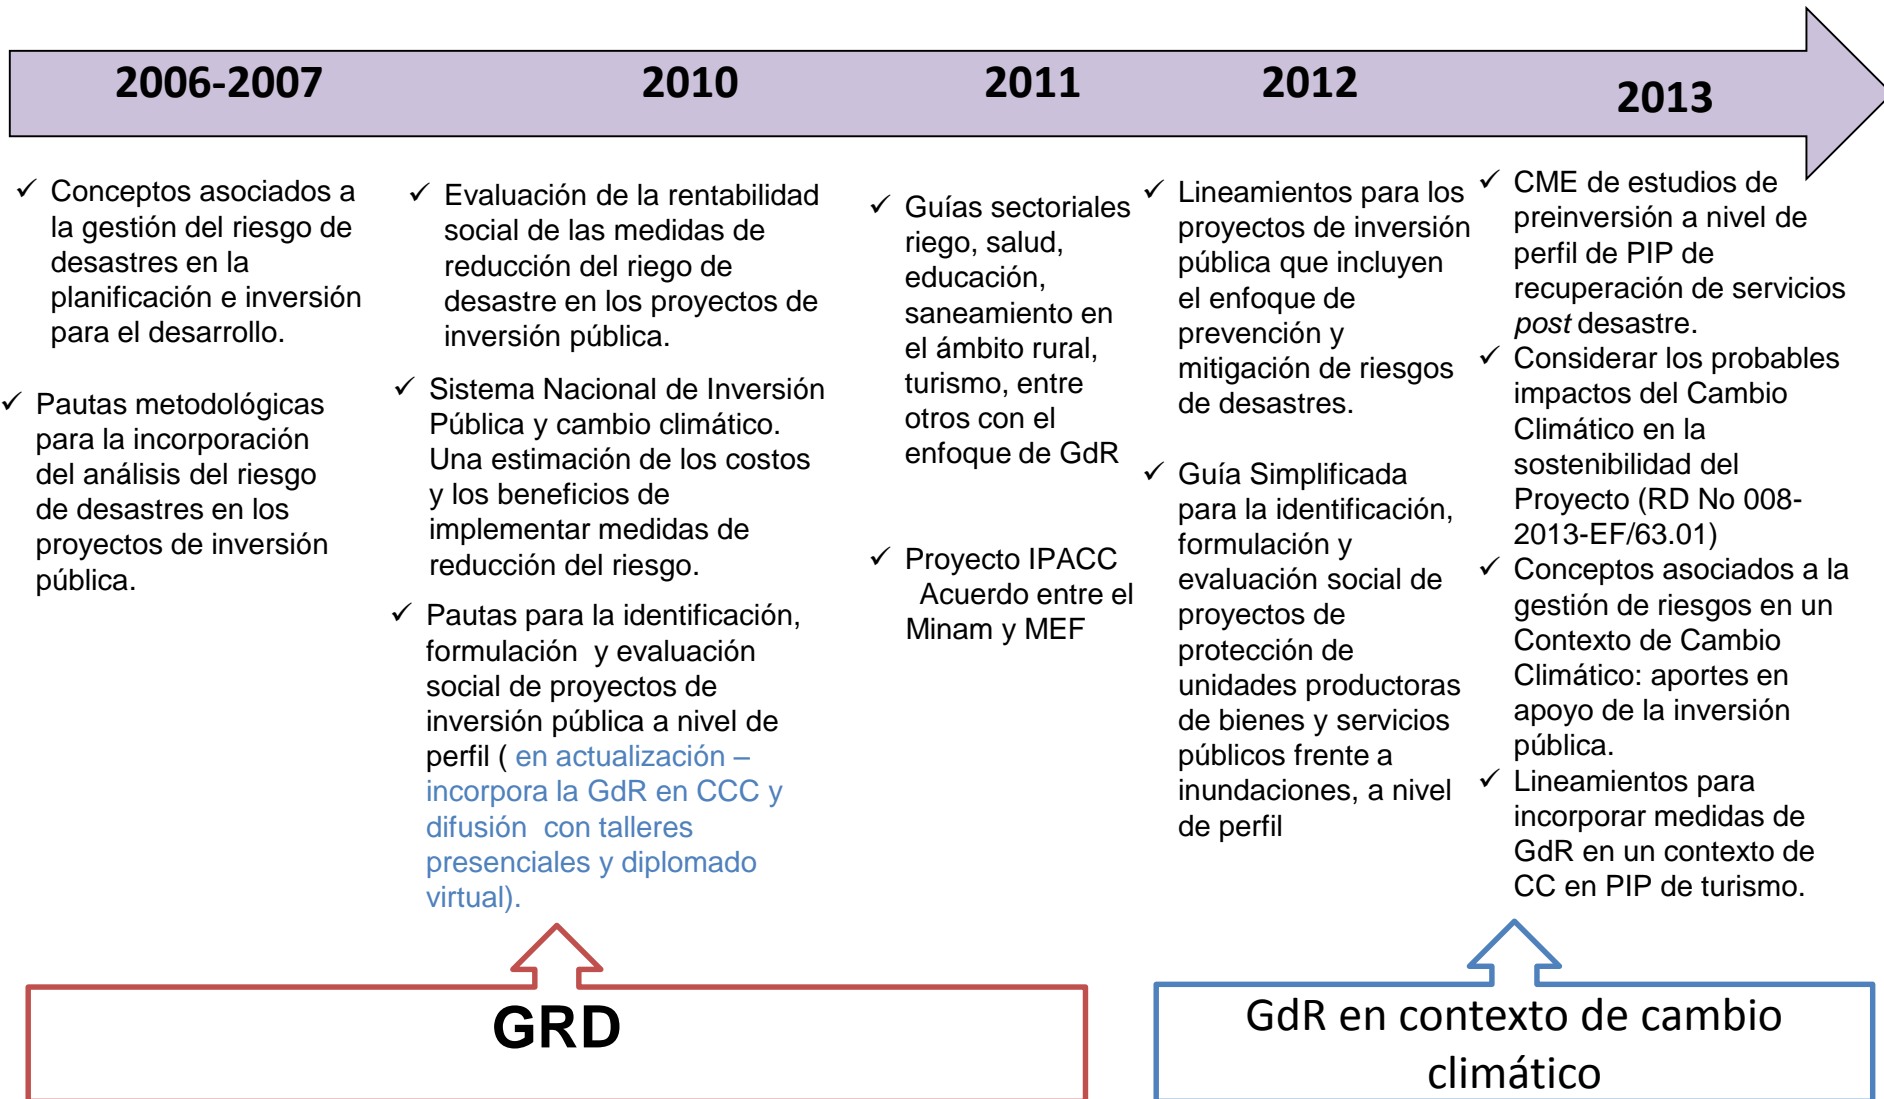 2006-2007
2010
2011
2012
2013
✓ Conceptos asociados a
la gestión del riesgo de
desastres en la
planificación e inversión
para el desarrollo.
✓ Pautas metodológicas
para la incorporación
del análisis del riesgo
de desastres en los
proyectos de inversión
pública.
✓ Evaluación de la rentabilidad
social de las medidas de
reducción del riego de
desastre en los proyectos de
inversión pública.
✓ Sistema Nacional de Inversión
Pública y cambio climático.
Una estimación de los costos
y los beneficios de
implementar medidas de
reducción del riesgo.
✓ Pautas para la identificación,
formulación y evaluación
social de proyectos de
inversión pública a nivel de
perfil ( en actualización –
incorpora la GdR en CCC y
difusión con talleres
presenciales y diplomado
virtual).
✓ Guías sectoriales
riego, salud,
educación,
saneamiento en
el ámbito rural,
turismo, entre
otros con el
enfoque de GdR
✓ Proyecto IPACC
Acuerdo entre el
Minam y MEF
✓ Lineamientos para los
proyectos de inversión
pública que incluyen
el enfoque de
prevención y
mitigación de riesgos
de desastres.
✓ Guía Simplificada
para la identificación,
formulación y
evaluación social de
proyectos de
protección de
unidades productoras
de bienes y servicios
públicos frente a
inundaciones, a nivel
de perfil
✓ CME de estudios de
preinversión a nivel de
perfil de PIP de
recuperación de servicios
post desastre.
✓ Considerar los probables
impactos del Cambio
Climático en la
sostenibilidad del
Proyecto (RD No 008-
2013-EF/63.01)
✓ Conceptos asociados a la
gestión de riesgos en un
Contexto de Cambio
Climático: aportes en
apoyo de la inversión
pública.
✓ Lineamientos para
incorporar medidas de
GdR en un contexto de
CC en PIP de turismo.
GRD
GdR en contexto de cambio
climático